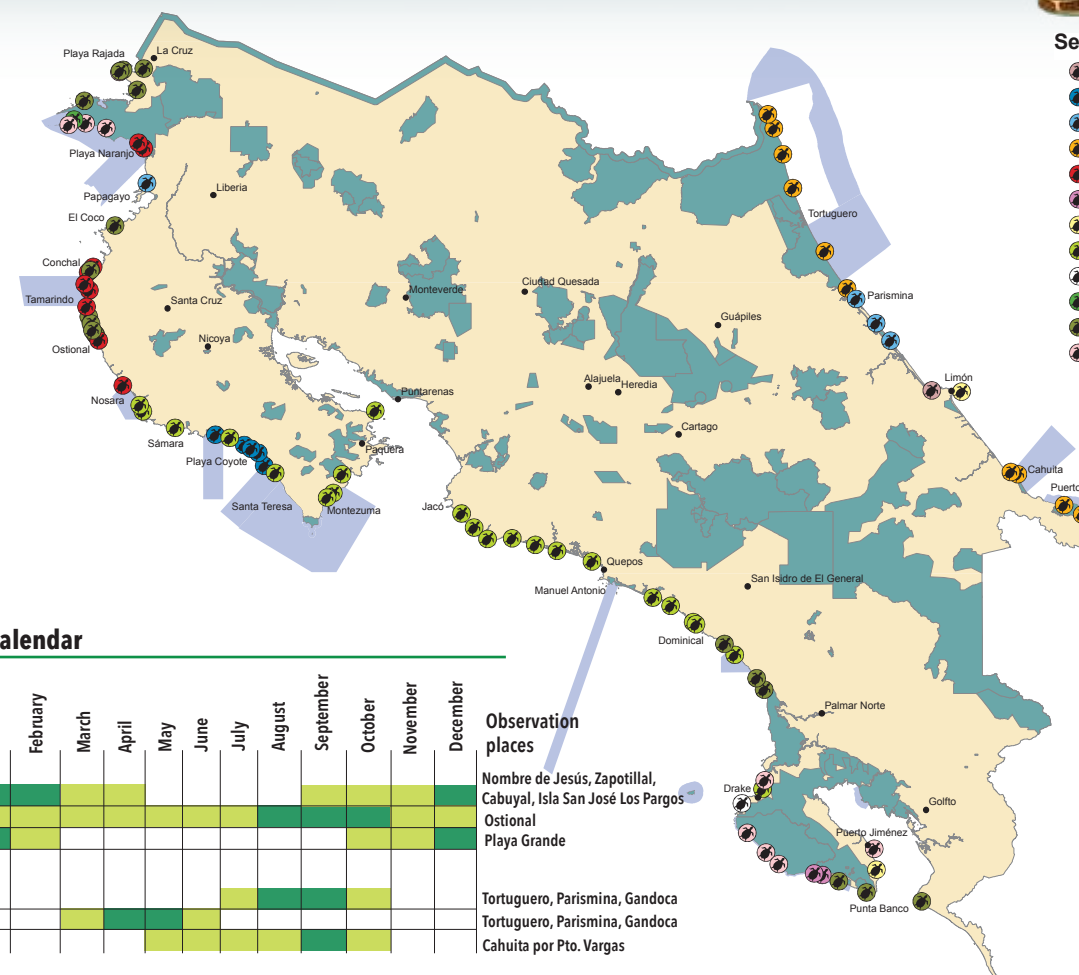 Se
Playa Rajada
La Cruz
Playa Naranjo
Papagayo
Liberia
El Coco
Tortuguero
Conchal
Tamarindo
Santa Cruz
Monteverde
Ciudad Quesada
Parismina
Guápiles
Nicoya
Ostional
Puntarenas
Alajuela
Heredia
Limón
Nosara
Sámara
Cartago
Paquera
Playa Coyote
Cahuita
Puerto
Santa Teresa
Montezuma
Jacó
Quepos
Manuel Antonio
San Isidro de El General
Dominical
Palmar Norte
Drake
Golfto
Puerto Jiménez
Punta Banco
alendar
February
March
April
May
June
July
August
September
October
November
December
Observation
places
Nombre de Jesús, Zapotillal,
Cabuyal, Isla San José Los Pargos
Ostional
Playa Grande
Tortuguero, Parismina, Gandoca
Tortuguero, Parismina, Gandoca
Cahuita por Pto. Vargas